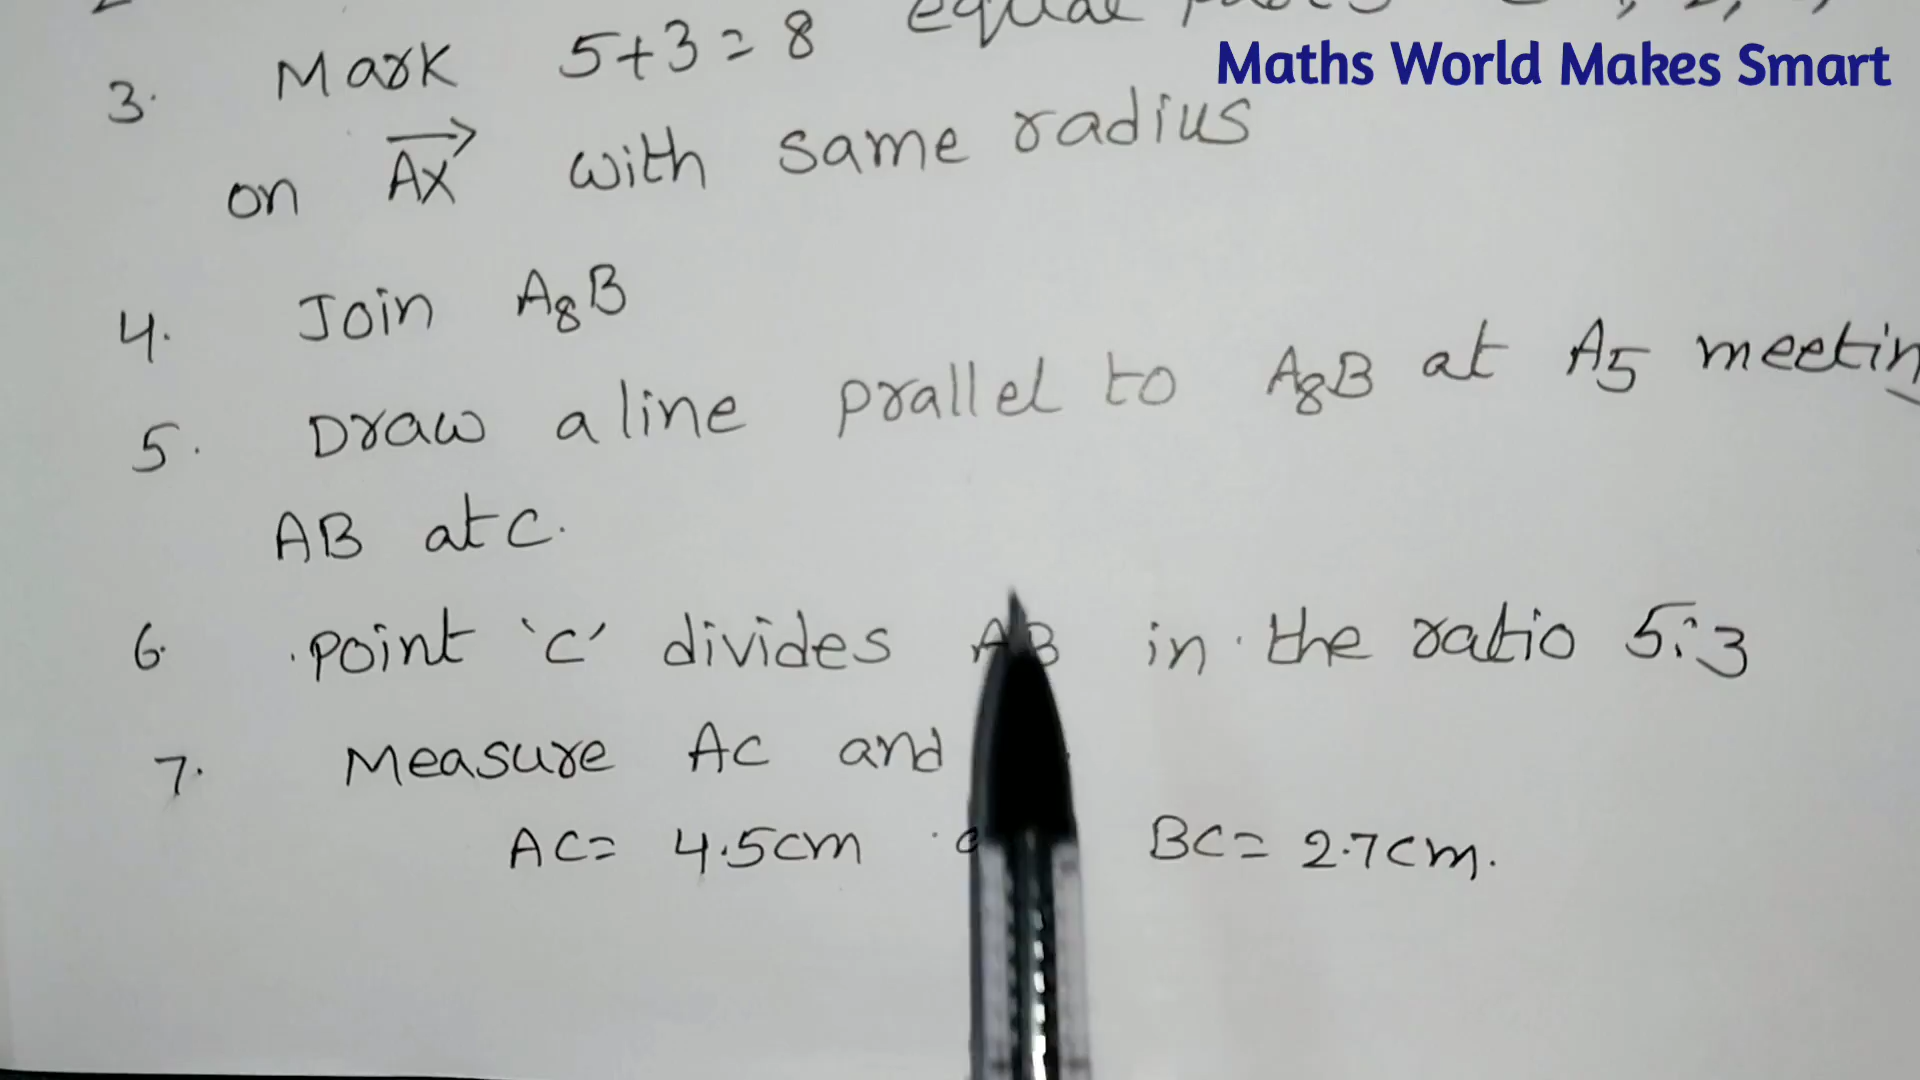 3. Mark 5+3=8 equal
Maths World Makes Smart
on AX with same radius
4. Join A₈B
5. Draw a line prallel to A₈B at A5 meetin
AB at C.
6. Point 'C' divides AB in the ratio 5:3
7. Measure AC and
AC= 4.5cm BC= 2.7cm.